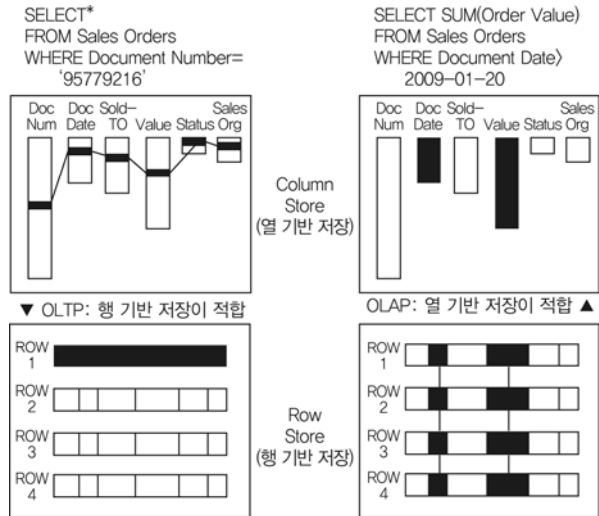 SELECT*
FROM Sales Orders
WHERE Document Number=
‘95779216’
SELECT SUM(Order Value)
FROM Sales Orders
WHERE Document Date〉
2009-01-20
Doc Doc Sold- Sales
Num Date TO Value Status Org
Doc Doc Sold- Sales
Num Date TO Value Status Org
Column
Store
(열 기반 저장)
▼ OLTP: 행 기반 저장이 적합
OLAP: 열 기반 저장이 적합 ▲
ROW
1
ROW
2
ROW
3
ROW
4
Row
Store
(행 기반 저장)
ROW
1
ROW
2
ROW
3
ROW
4